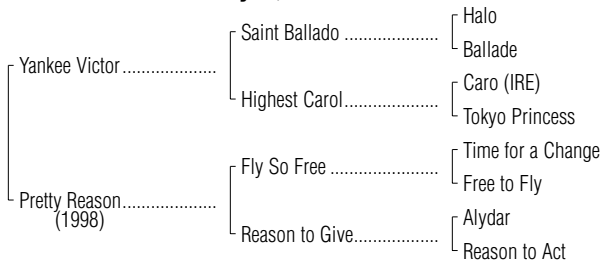 Halo
Saint Ballado ..................
Ballade
Yankee Victor..................
Caro (IRE)
Highest Carol..................
Tokyo Princess
Time for a Change
Fly So Free ....................
Free to Fly
Pretty Reason..................
(1998)
Alydar
Reason to Give................
Reason to Act